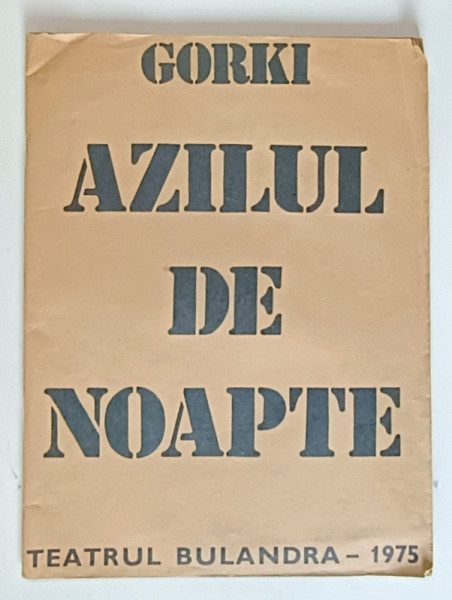 GORKI
AZILUL
DE
NOAPTE
TEATRUL BULANDRA – 1975